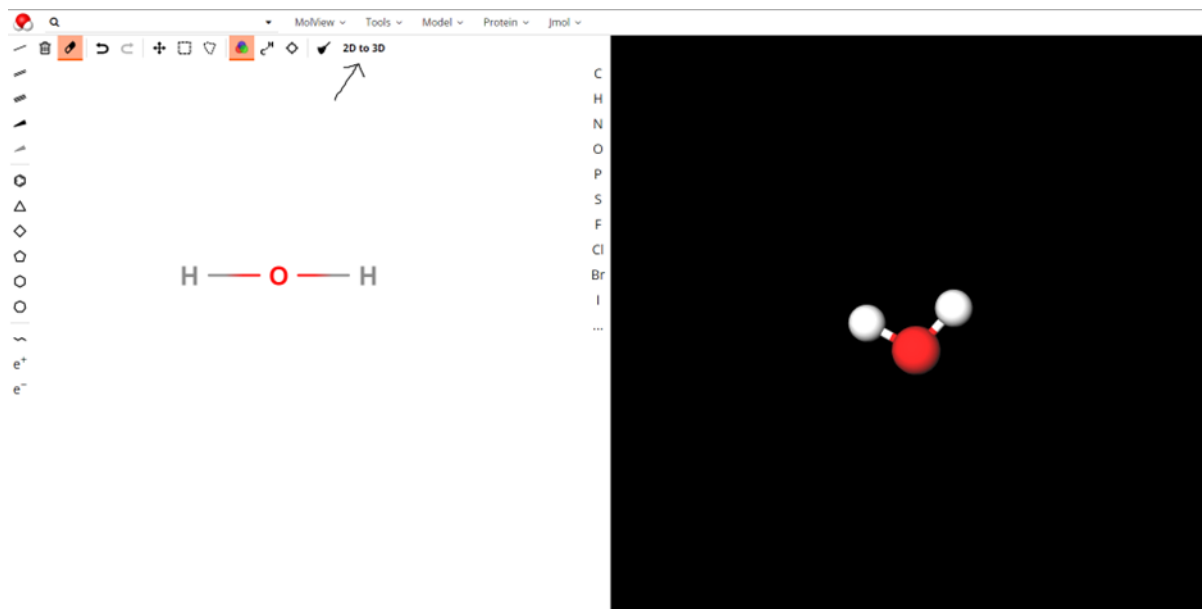 MolView Tools Model Protein Jmol
C H
2D to 3D
C
H
N
O
P
S
F
Cl
Br
I
...
H O H
e+
e−